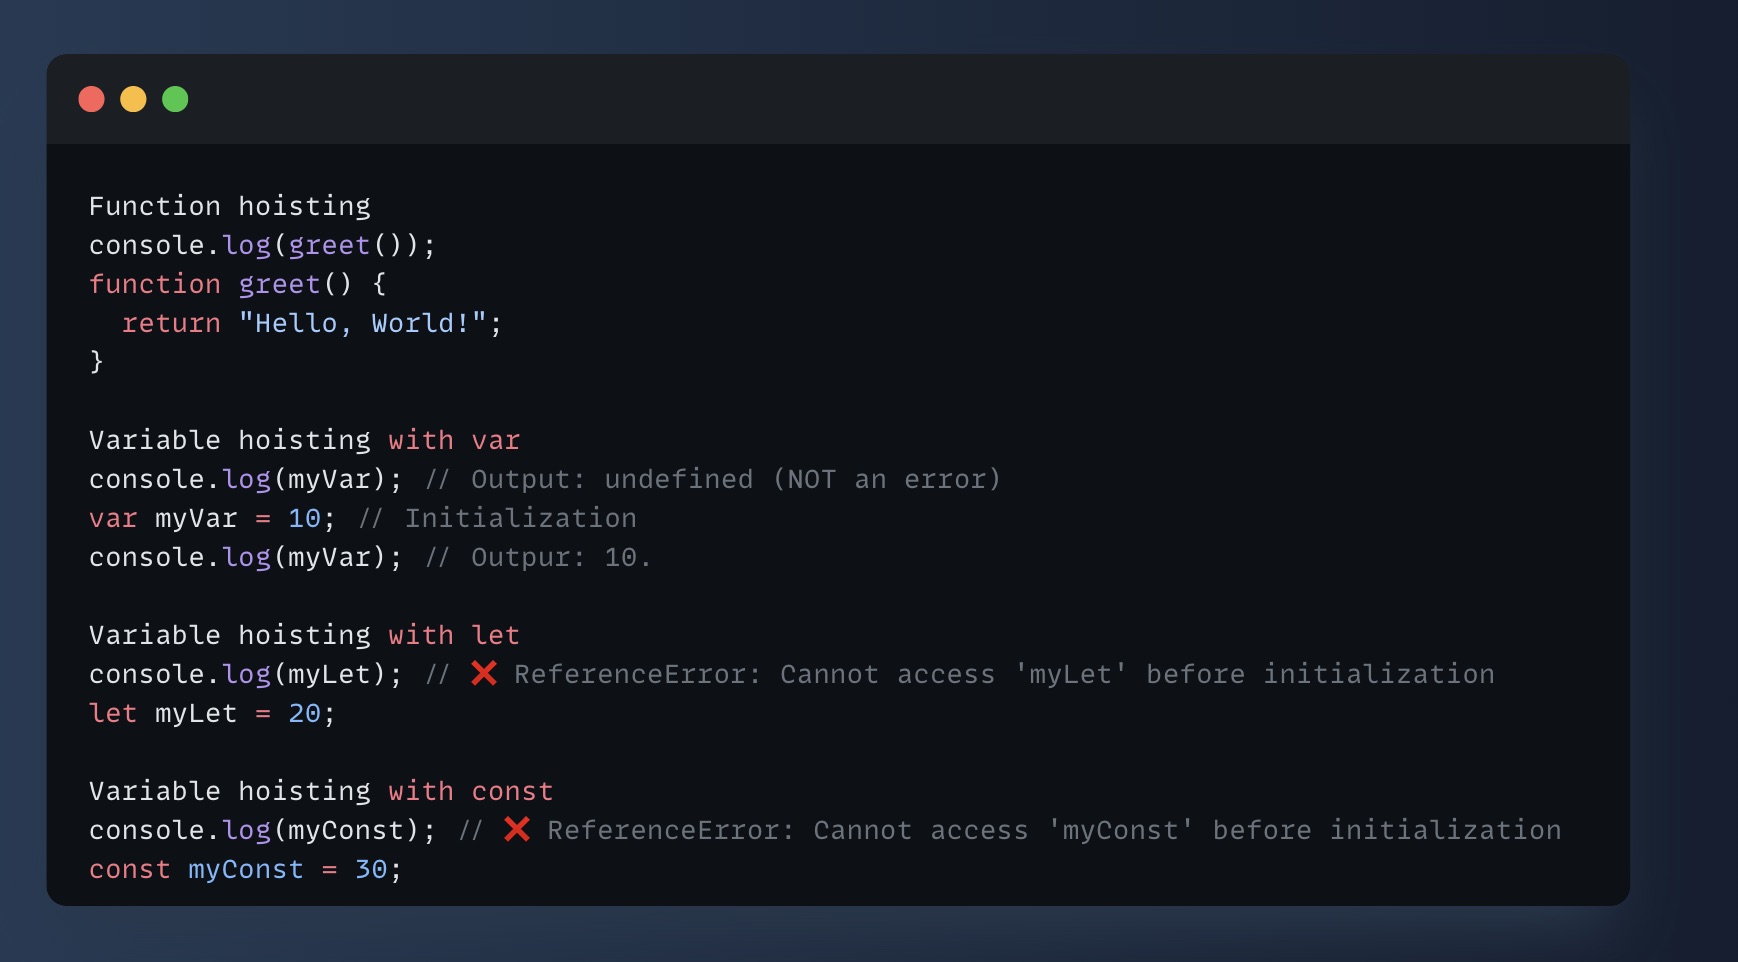 Function hoisting
console.log(greet());
function greet() {
  return "Hello, World!";
}

Variable hoisting with var
console.log(myVar); // Output: undefined (NOT an error)
var myVar = 10; // Initialization
console.log(myVar); // Outpur: 10.

Variable hoisting with let
console.log(myLet); // ❌ ReferenceError: Cannot access 'myLet' before initialization
let myLet = 20;

Variable hoisting with const
console.log(myConst); // ❌ ReferenceError: Cannot access 'myConst' before initialization
const myConst = 30;